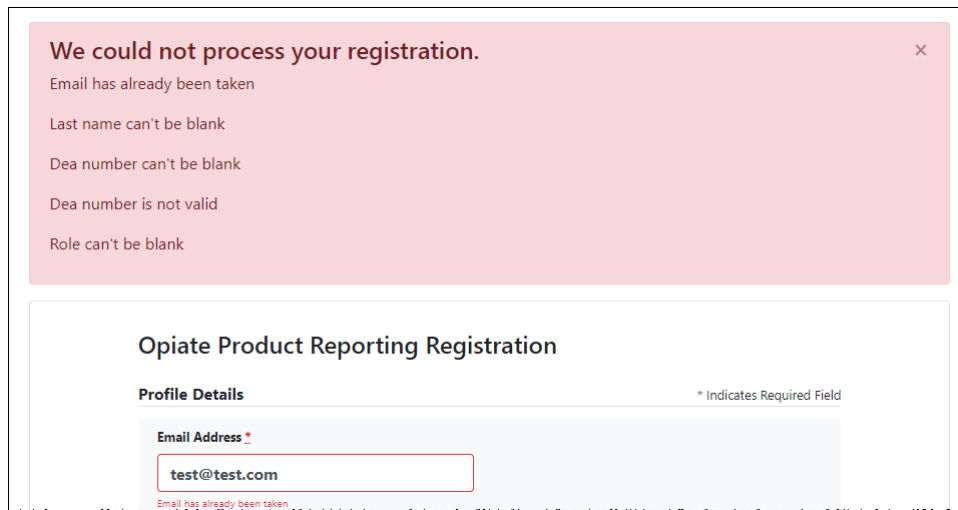 We could not process your registration.
×
Email has already been taken
Last name can't be blank
Dea number can't be blank
Dea number is not valid
Role can't be blank
Opiate Product Reporting Registration
Profile Details
* Indicates Required Field
Email Address *
test@test.com
Email has already been taken